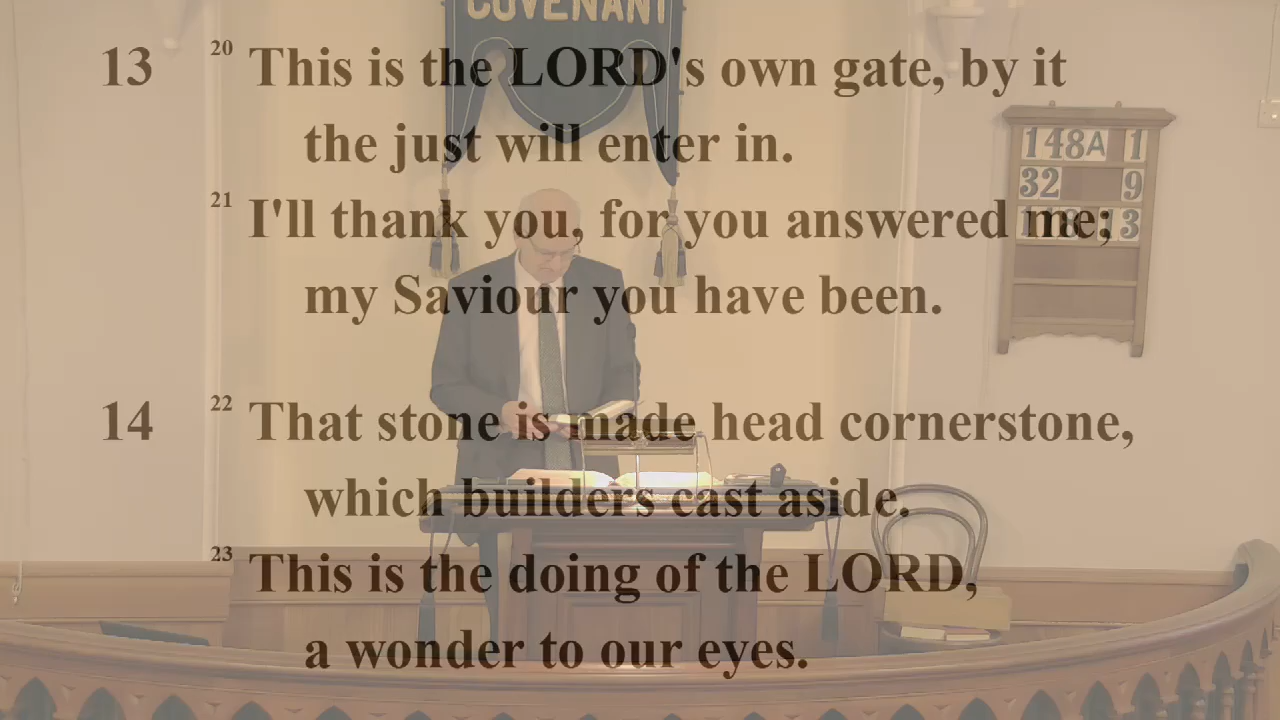 COVENANT
13 20 This is the LORD's own gate, by it
the just will enter in.
21 I'll thank you, for you answered me;
my Saviour you have been.
14 22 That stone is made head cornerstone,
which builders cast aside.
23 This is the doing of the LORD,
a wonder to our eyes.
148A 1
32 9
3